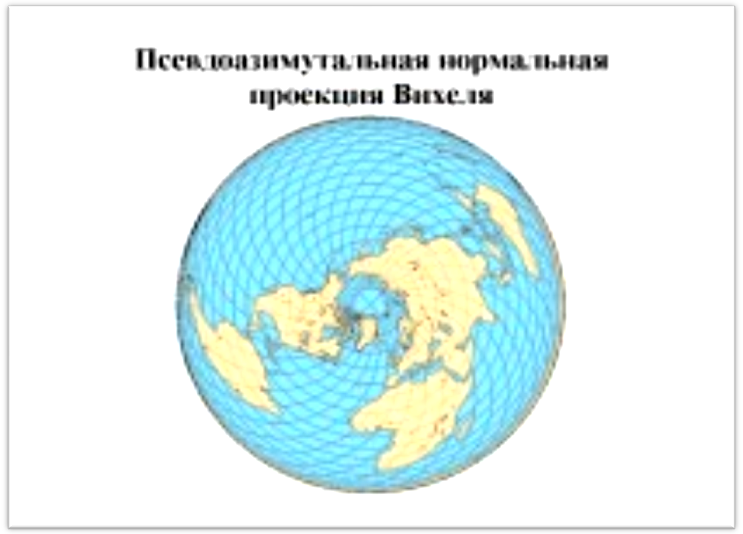 Псевдоазимутальная нормальная
проекция Вихеля